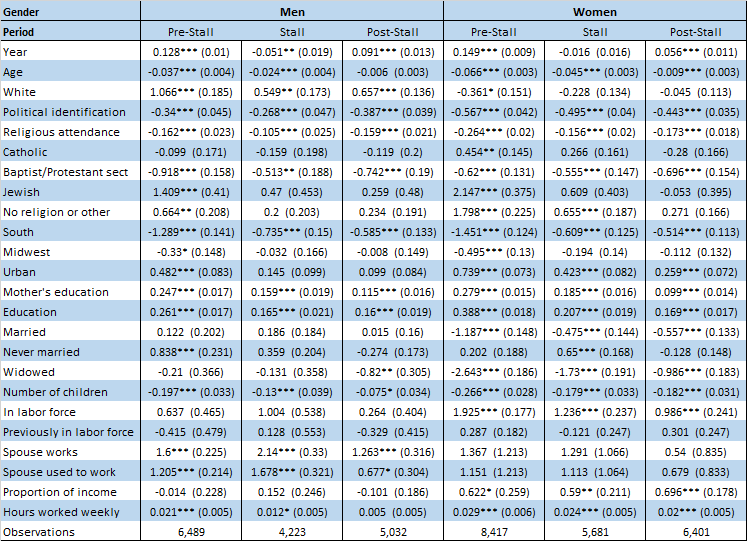 Gender Men Women
Period Pre-Stall Stall Post-Stall Pre-Stall Stall Post-Stall
Year 0.128*** (0.01) -0.051** (0.019) 0.091*** (0.013) 0.149*** (0.009) -0.016 (0.016) 0.056*** (0.011)
Age -0.037*** (0.004) -0.024*** (0.004) -0.006 (0.003) -0.066*** (0.003) -0.045*** (0.003) -0.009*** (0.003)
White 1.066*** (0.185) 0.549** (0.173) 0.657*** (0.136) -0.361* (0.151) -0.228 (0.134) -0.045 (0.113)
Political identification -0.34*** (0.045) -0.268*** (0.047) -0.387*** (0.039) -0.567*** (0.042) -0.495*** (0.04) -0.443*** (0.035)
Religious attendance -0.162*** (0.023) -0.105*** (0.025) -0.159*** (0.021) -0.264*** (0.02) -0.156*** (0.02) -0.173*** (0.018)
Catholic -0.099 (0.171) -0.159 (0.198) -0.119 (0.2) 0.454** (0.145) 0.266 (0.161) -0.28 (0.166)
Baptist/Protestant sect -0.918*** (0.158) -0.513** (0.188) -0.742*** (0.19) -0.62*** (0.131) -0.555*** (0.147) -0.696*** (0.154)
Jewish 1.409*** (0.41) 0.47 (0.453) 0.259 (0.48) 2.147*** (0.375) 0.609 (0.403) -0.053 (0.395)
No religion or other 0.664** (0.208) 0.2 (0.203) 0.234 (0.191) 1.798*** (0.225) 0.655*** (0.187) 0.271 (0.166)
South -1.289*** (0.141) -0.735*** (0.15) -0.585*** (0.133) -1.451*** (0.124) -0.609*** (0.125) -0.514*** (0.113)
Midwest -0.33* (0.148) -0.032 (0.166) -0.008 (0.149) -0.495*** (0.13) -0.194 (0.14) -0.112 (0.132)
Urban 0.482*** (0.083) 0.145 (0.099) 0.099 (0.084) 0.739*** (0.073) 0.423*** (0.082) 0.259*** (0.072)
Mother's education 0.247*** (0.017) 0.159*** (0.019) 0.115*** (0.016) 0.279*** (0.015) 0.185*** (0.016) 0.099*** (0.014)
Education 0.261*** (0.017) 0.165*** (0.021) 0.16*** (0.019) 0.388*** (0.018) 0.207*** (0.019) 0.169*** (0.017)
Married 0.122 (0.202) 0.186 (0.184) 0.015 (0.16) -1.187*** (0.148) -0.475*** (0.144) -0.557*** (0.133)
Never married 0.838*** (0.231) 0.359 (0.204) -0.274 (0.173) 0.202 (0.188) 0.65*** (0.168) -0.128 (0.148)
Widowed -0.21 (0.366) -0.131 (0.358) -0.82** (0.305) -2.643*** (0.186) -1.73*** (0.191) -0.986*** (0.183)
Number of children -0.197*** (0.033) -0.13*** (0.039) -0.075* (0.034) -0.266*** (0.028) -0.179*** (0.033) -0.182*** (0.031)
In labor force 0.637 (0.465) 1.004 (0.538) 0.264 (0.404) 1.925*** (0.177) 1.236*** (0.237) 0.986*** (0.241)
Previously in labor force -0.415 (0.479) 0.128 (0.553) -0.329 (0.415) 0.287 (0.182) -0.121 (0.247) 0.301 (0.247)
Spouse works 1.6*** (0.225) 2.14*** (0.33) 1.263*** (0.316) 1.367 (1.213) 1.291 (1.066) 0.54 (0.835)
Spouse used to work 1.205*** (0.214) 1.678*** (0.321) 0.677* (0.304) 1.151 (1.213) 1.113 (1.064) 0.679 (0.833)
Proportion of income -0.014 (0.228) 0.152 (0.246) -0.101 (0.186) 0.622* (0.259) 0.59** (0.211) 0.696*** (0.178)
Hours worked weekly 0.021*** (0.005) 0.012* (0.005) 0.005 (0.005) 0.029*** (0.006) 0.024*** (0.005) 0.02*** (0.005)
Observations 6,489 4,223 5,032 8,417 5,681 6,401